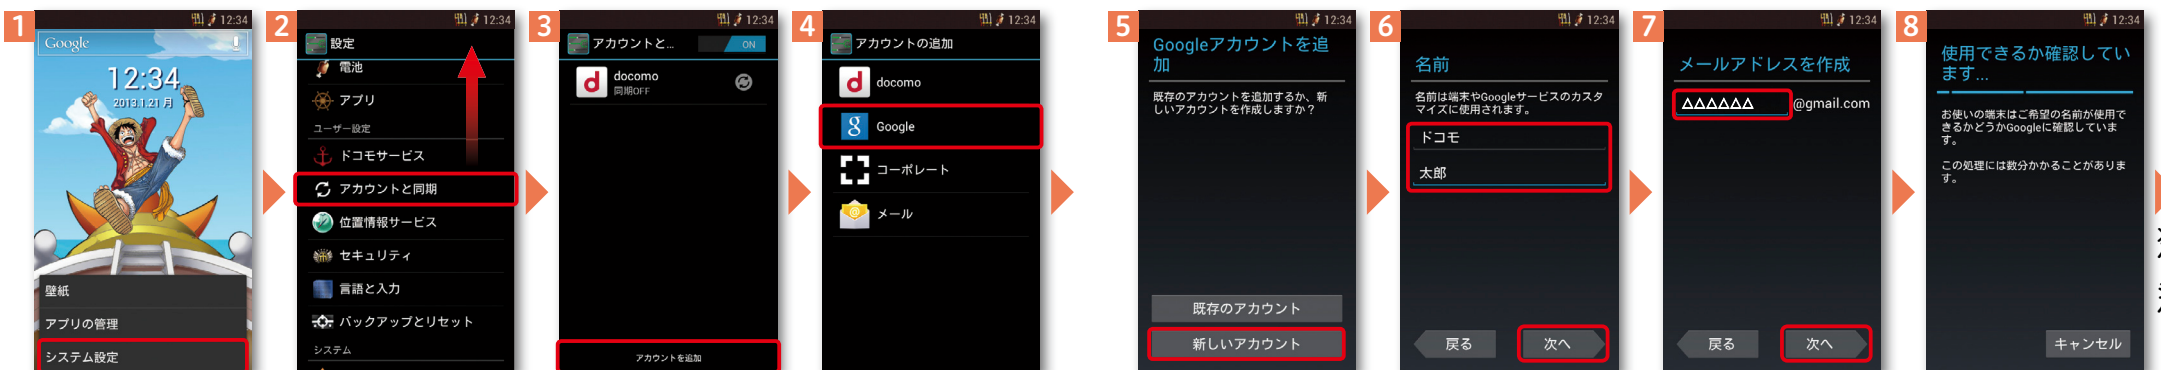 1
12:34
Google
12:34
2013.1.21 月
壁紙
アプリの管理
システム設定
2
12:34
設定
電池
アプリ
ユーザー設定
ドコモサービス
アカウントと同期
位置情報サービス
セキュリティ
言語と入力
バックアップとリセット
システム
3
12:34
アカウントと...
ON
docomo
同期OFF
アカウントを追加
4
12:34
アカウントの追加
docomo
Google
コーポレート
メール
5
12:34
Googleアカウントを追
加
既存のアカウントを追加するか、新
しいアカウントを作成しますか？
既存のアカウント
新しいアカウント
6
12:34
名前
名前は端末やGoogleサービスのカスタ
マイズに使用されます。
ドコモ
太郎
戻る
次へ
7
12:34
メールアドレスを作成
△△△△△△ @gmail.com
戻る
次へ
8
12:34
使用できるか確認してい
ます...
お使いの端末はご希望の名前が使用で
きるかどうかGoogleに確認していま
す。
この処理には数分かかることがありま
す。
キャンセル